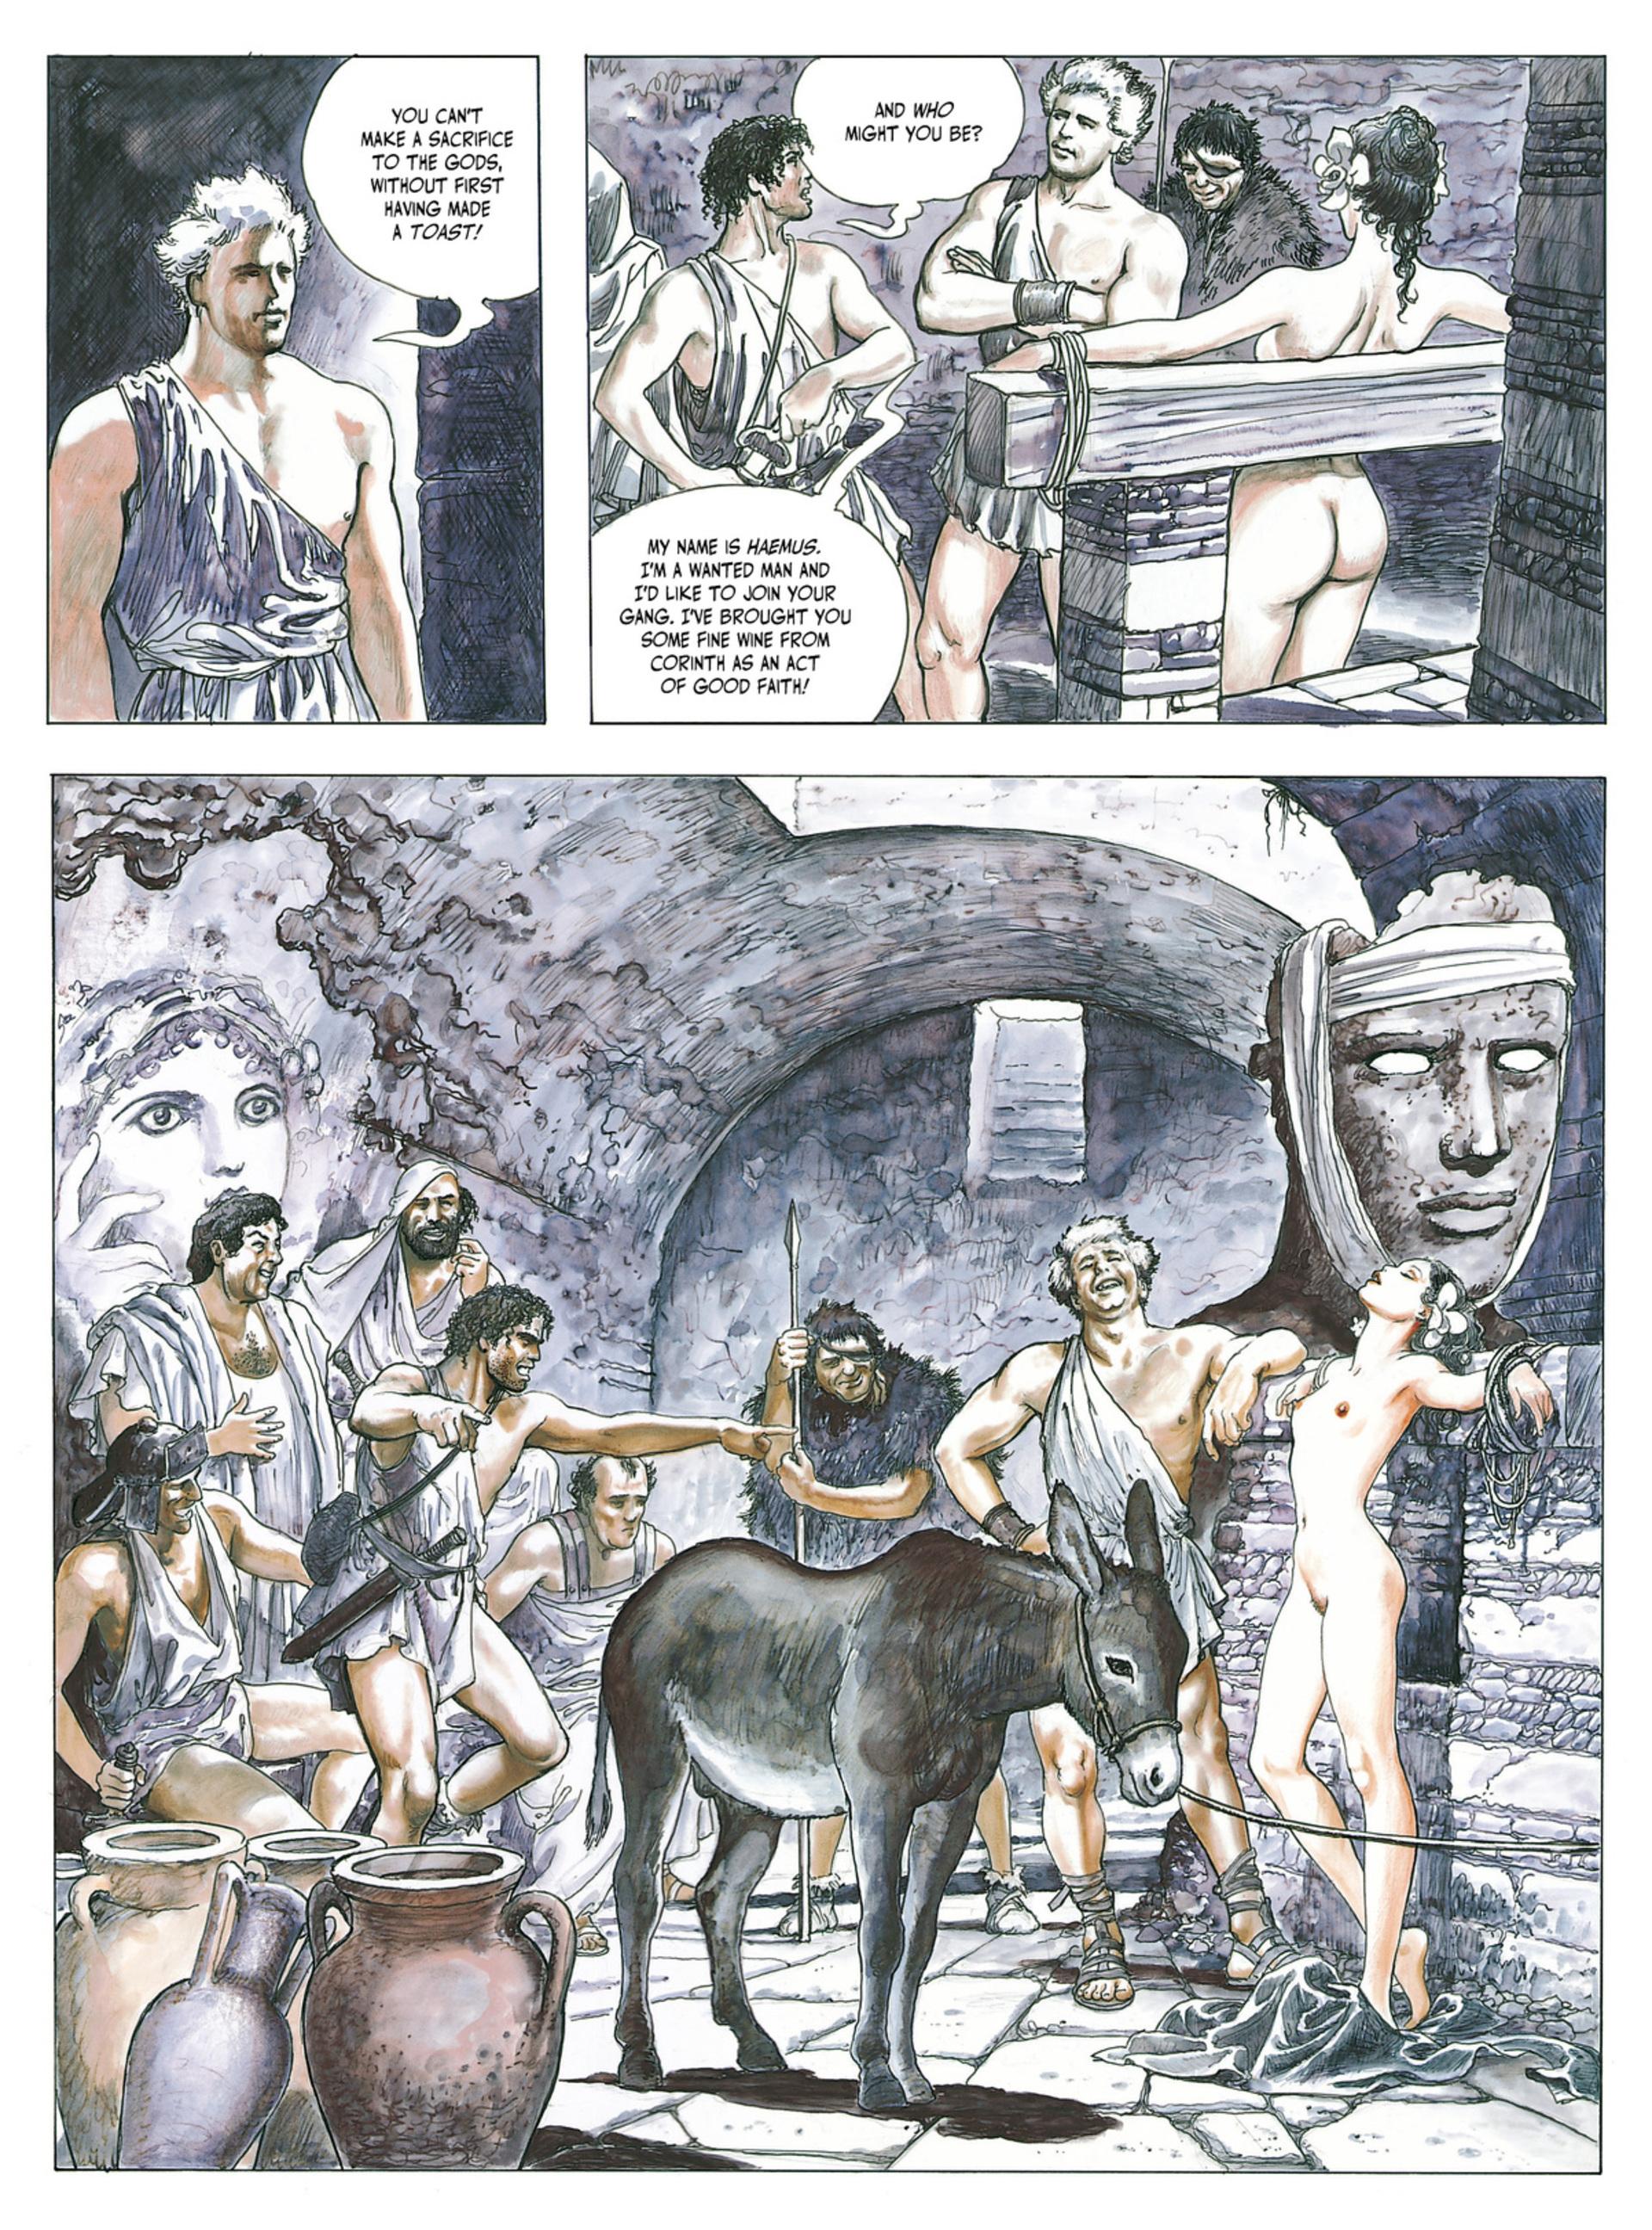 YOU CAN'T
MAKE A SACRIFICE
TO THE GODS,
WITHOUT FIRST
HAVING MADE
A TOAST!
AND WHO
MIGHT YOU BE?
MY NAME IS HAEMUS.
I'M A WANTED MAN AND
I'D LIKE TO JOIN YOUR
GANG. I'VE BROUGHT YOU
SOME FINE WINE FROM
CORINTH AS AN ACT
OF GOOD FAITH!